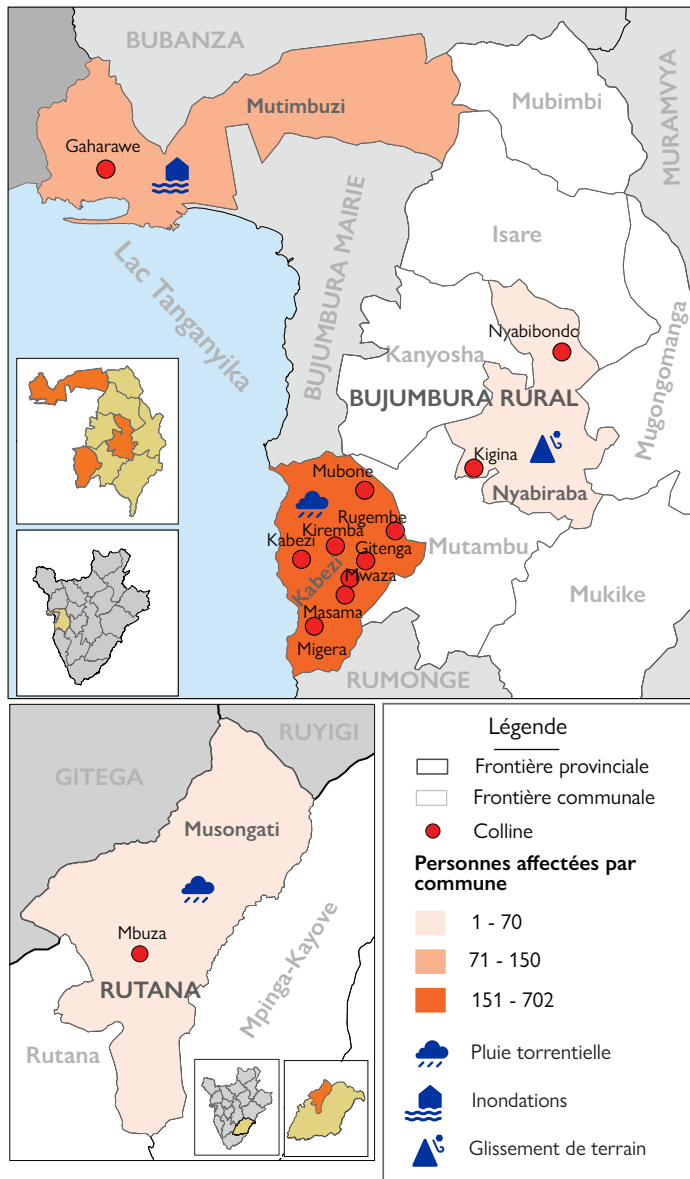 BUBANZA
MURAMVYA
Mutimbuzi
Mubimbi
Gaharawe
Isare
Lac Tanganyika
BUJUMBURA MAIRIE
Nyabibondo
Kanyosha
Mugongomanga
BUJUMBURA RURAL
Kigina
Nyabiraba
Mubone
Rugembe
Kiremba
Kabezi
Gitenga
Mutambu
Mwaza
Kabezi
Mukike
Masama
Migera
RUMONGE
RUYIGI
GITEGA
Musongati
Mbuza
RUTANA
Mpinga-Kayove
Rutana
Légende
Frontière provinciale
Frontière communale
Colline
Personnes affectées par
commune
1 - 70
71 - 150
151 - 702
Pluie torrentielle
Inondations
Glissement de terrain